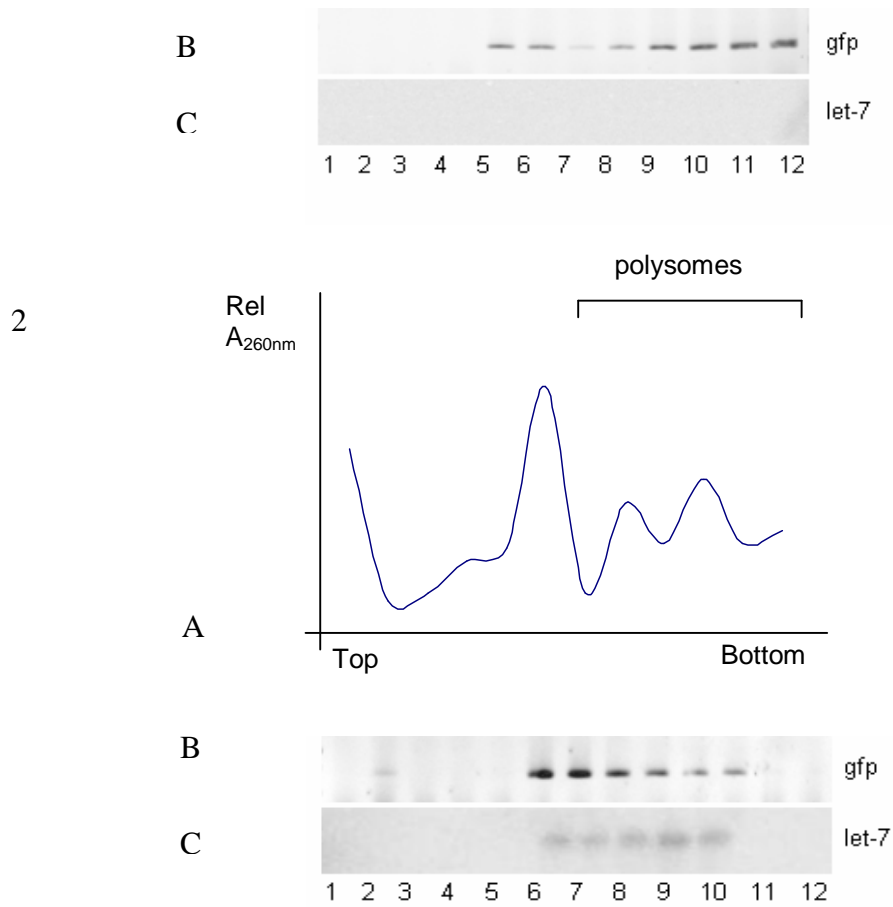 B gfp
C let-7
1 2 3 4 5 6 7 8 9 10 11 12
polysomes
2
Rel
A260nm
A
Top Bottom
B gfp
C let-7
1 2 3 4 5 6 7 8 9 10 11 12